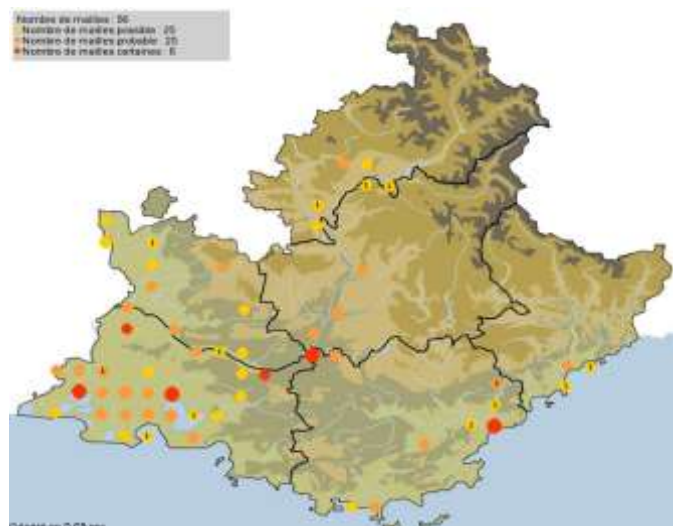 Nombre de mailles : 56
Nombre de mailles possible : 25
Nombre de mailles probable : 25
Nombre de mailles certaines : 6